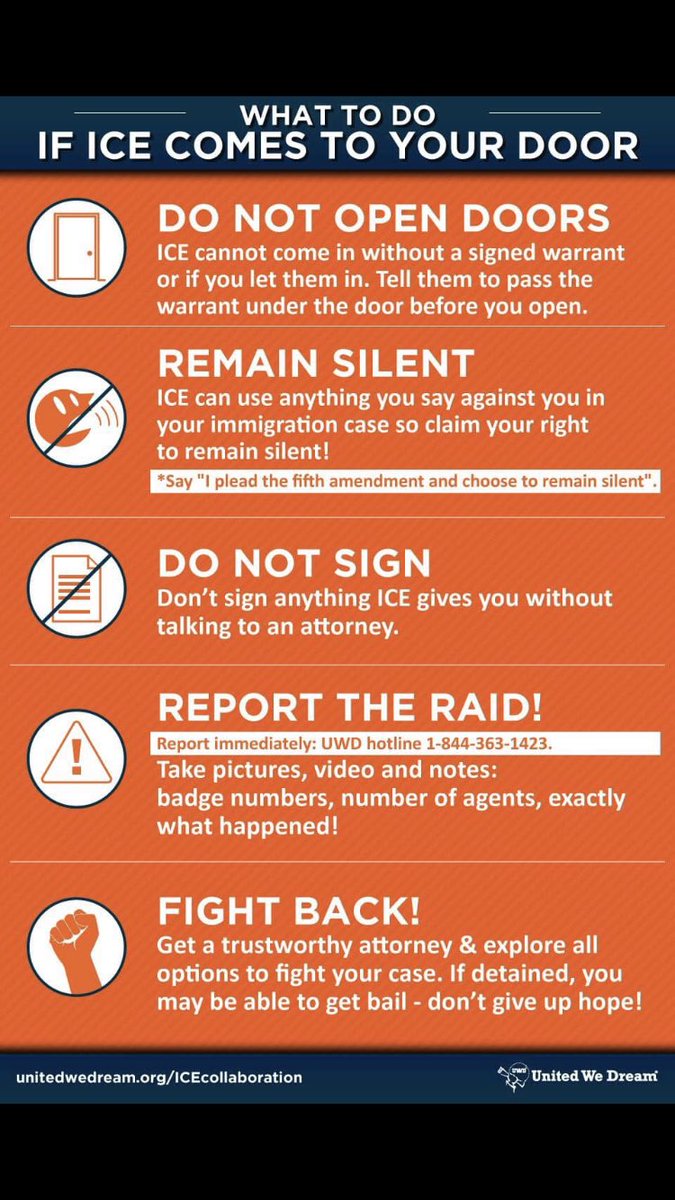 WHAT TO DO
IF ICE COMES TO YOUR DOOR
DO NOT OPEN DOORS
ICE cannot come in without a signed warrant
or if you let them in. Tell them to pass the
warrant under the door before you open.
REMAIN SILENT
ICE can use anything you say against you in
your immigration case so claim your right
to remain silent!
*Say "I plead the fifth amendment and choose to remain silent".
DO NOT SIGN
Don’t sign anything ICE gives you without
talking to an attorney.
REPORT THE RAID!
Report immediately: UWD hotline 1-844-363-1423.
Take pictures, video and notes:
badge numbers, number of agents, exactly
what happened!
FIGHT BACK!
Get a trustworthy attorney & explore all
options to fight your case. If detained, you
may be able to get bail - don’t give up hope!
unitedwedream.org/ICEcollaboration
UWD United We Dream